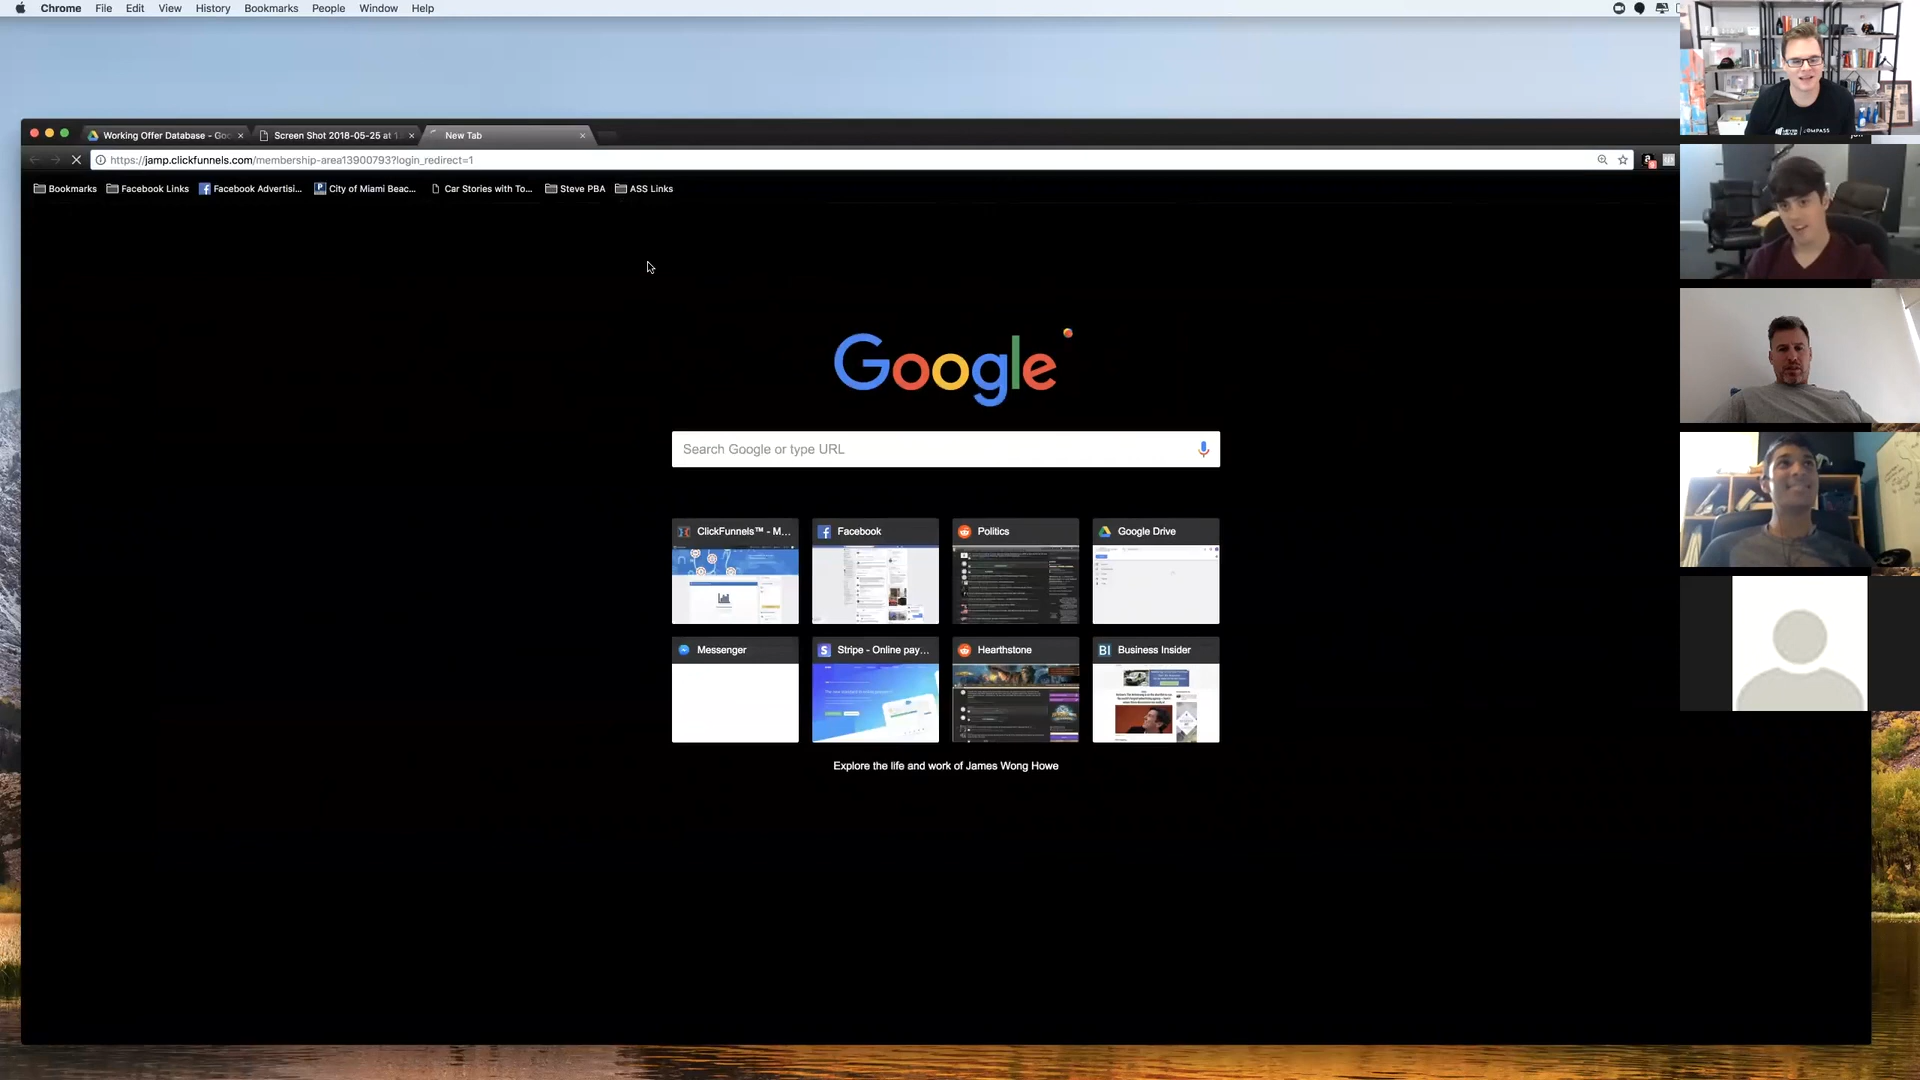 Chrome File Edit View History Bookmarks People Window Help
Working Offer Database - Goo
Screen Shot 2018-05-25 at 1
New Tab
https://jamp.clickfunnels.com/membership-area13900793?login_redirect=1
Bookmarks Facebook Links Facebook Advertisi... City of Miami Beac... Car Stories with To... Steve PBA ASS Links
Google
Search Google or type URL
ClickFunnels™ - M...
Facebook
Politics
Google Drive
Messenger
Stripe - Online pay...
Hearthstone
BI Business Insider
Explore the life and work of James Wong Howe
COMPASS